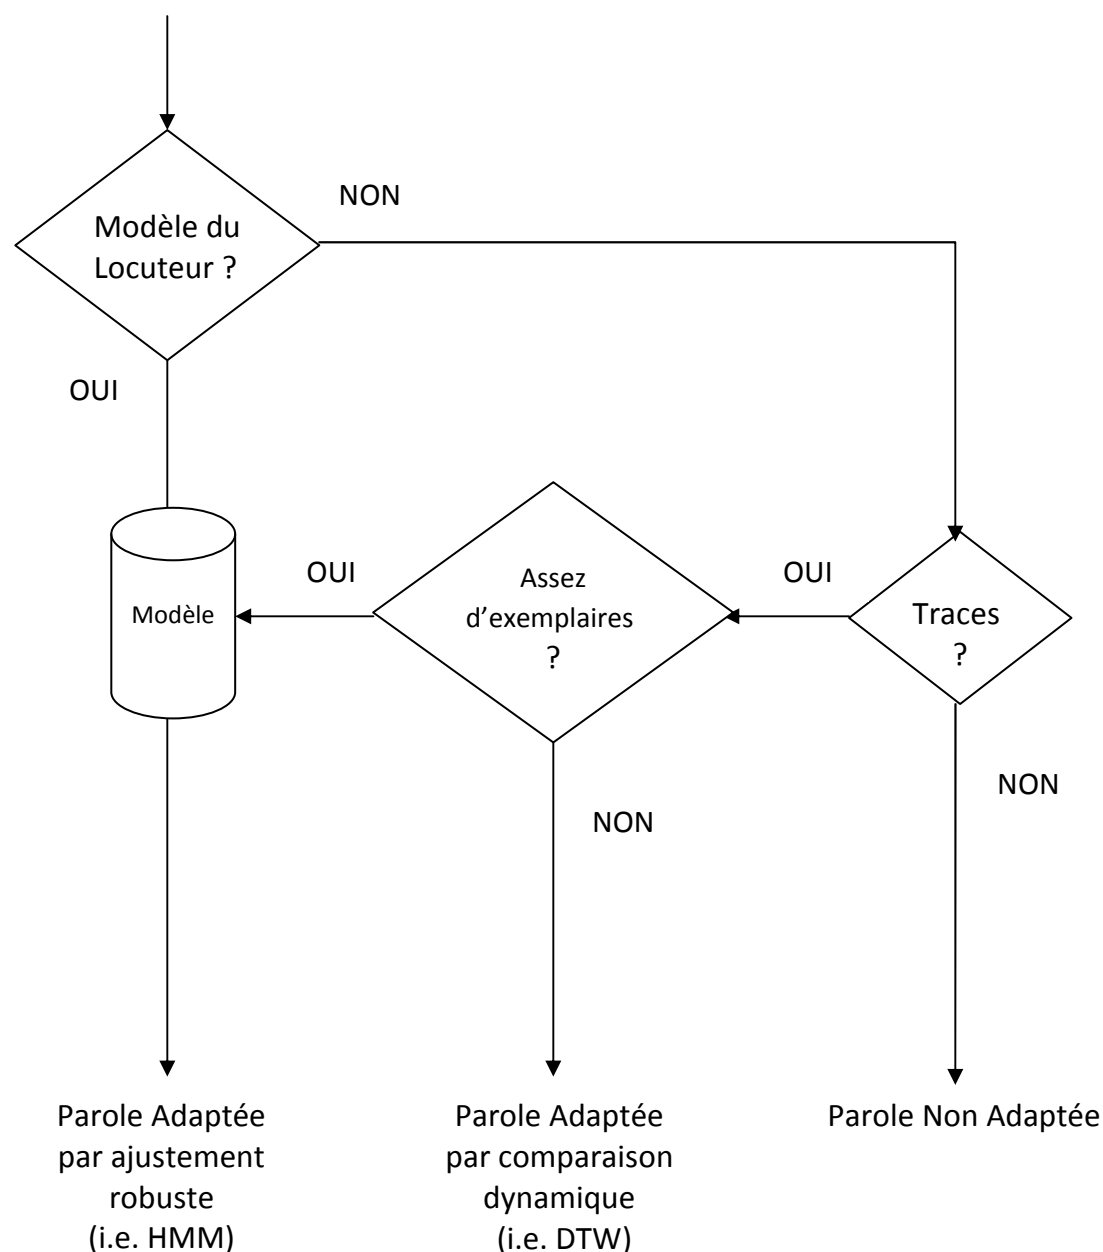 NON
Modèle du
Locuteur ?
OUI
OUI
Assez
d’exemplaires
?
OUI
Traces
?
Modèle
NON
NON
Parole Adaptée
par ajustement
robuste
(i.e. HMM)
Parole Adaptée
par comparaison
dynamique
(i.e. DTW)
Parole Non Adaptée